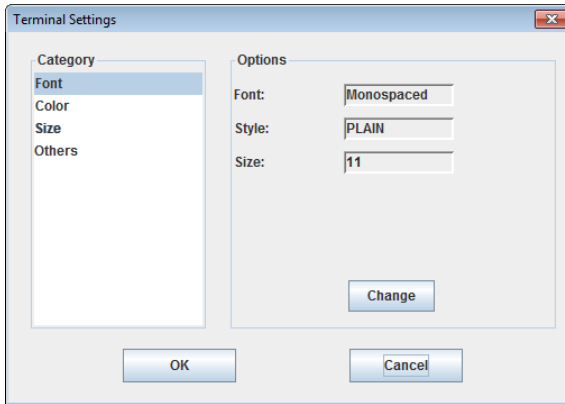 Terminal Settings
Category
Font
Color
Size
Others
Options
Font: Monospaced
Style: PLAIN
Size: 11
Change
OK
Cancel